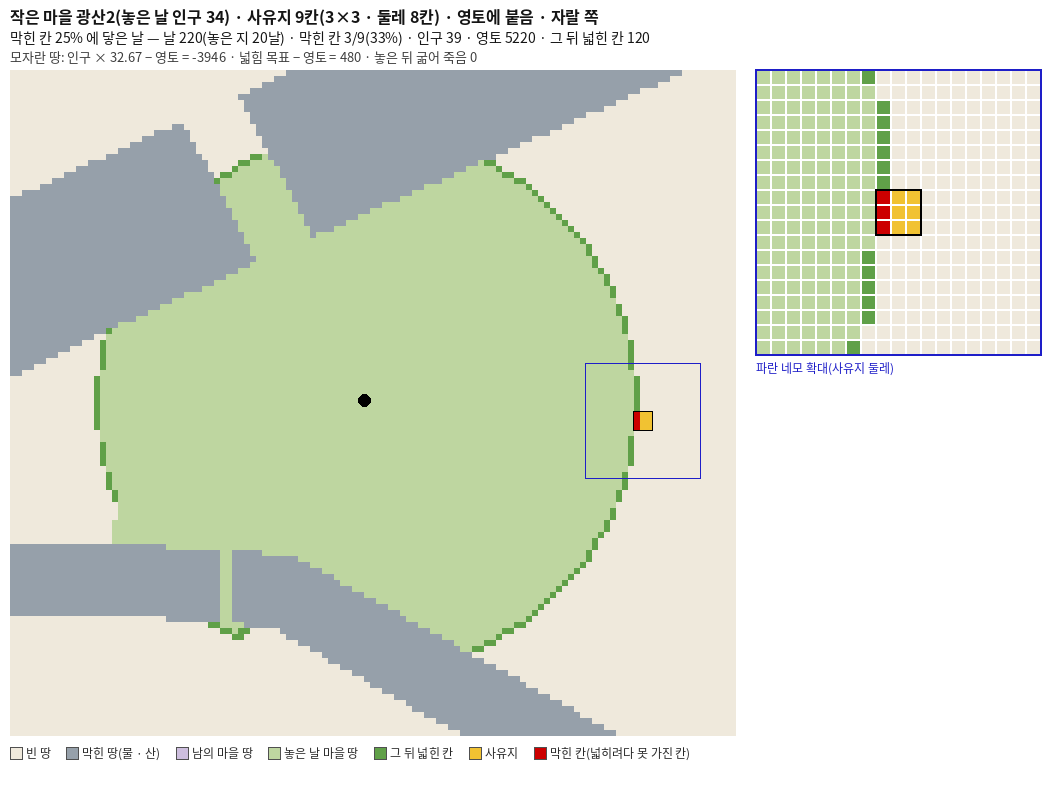 작은 마을 광산2(놓은 날 인구 34) · 사유지 9칸(3×3 · 둘레 8칸) · 영토에 붙음 · 자랄 쪽
막힌 칸 25% 에 닿은 날 — 날 220(놓은 지 20날) · 막힌 칸 3/9(33%) · 인구 39 · 영토 5220 · 그 뒤 넓힌 칸 120
모자란 땅: 인구 × 32.67 − 영토 = -3946 · 넓힘 목표 − 영토 = 480 · 놓은 뒤 굶어 죽음 0
파란 네모 확대(사유지 둘레)
빈 땅 막힌 땅(물 · 산) 남의 마을 땅 놓은 날 마을 땅 그 뒤 넓힌 칸 사유지 막힌 칸(넓히려다 못 가진 칸)